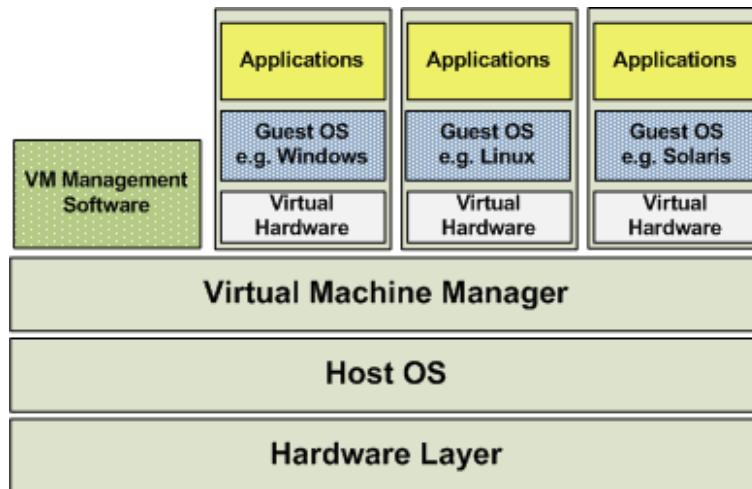 Applications
Applications
Applications
Guest OS
e.g. Windows
Guest OS
e.g. Linux
Guest OS
e.g. Solaris
VM Management
Software
Virtual
Hardware
Virtual
Hardware
Virtual
Hardware
Virtual Machine Manager
Host OS
Hardware Layer